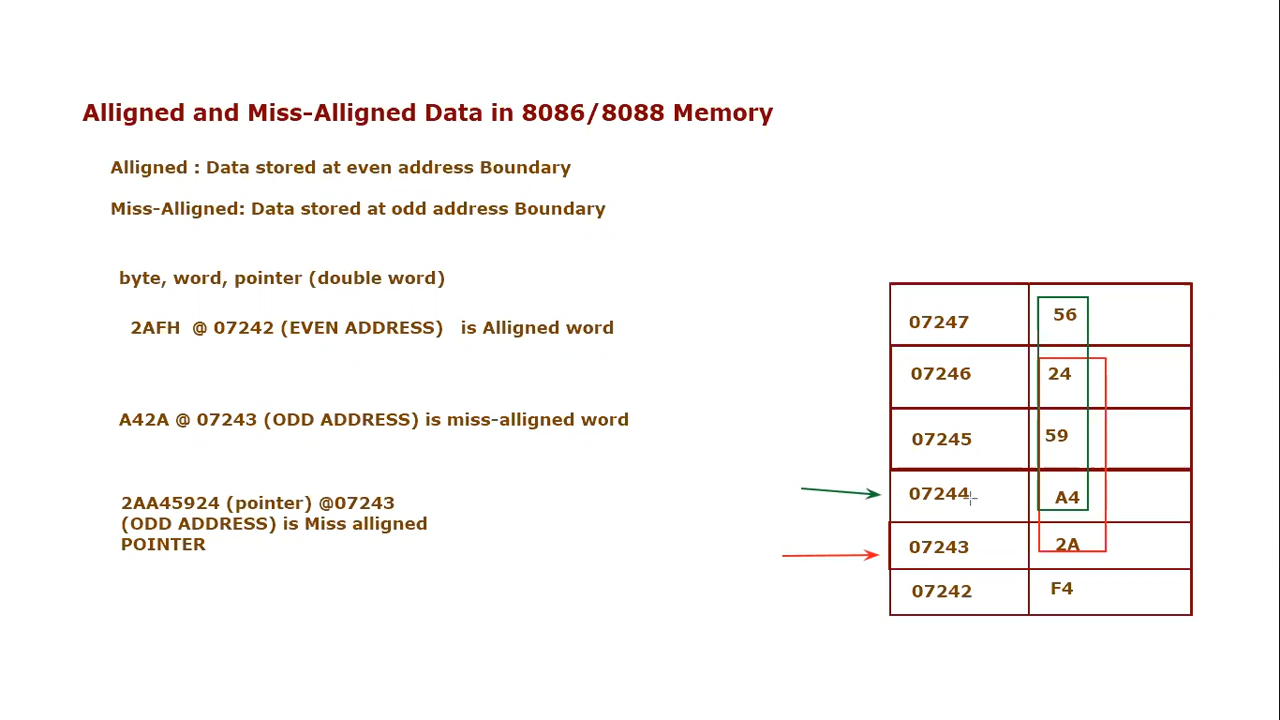 Alligned and Miss-Alligned Data in 8086/8088 Memory
Alligned : Data stored at even address Boundary
Miss-Alligned: Data stored at odd address Boundary
byte, word, pointer (double word)
2AFH @ 07242 (EVEN ADDRESS) is Alligned word
A42A @ 07243 (ODD ADDRESS) is miss-alligned word
2AA45924 (pointer) @07243
(ODD ADDRESS) is Miss alligned
POINTER
07247 56
07246 24
07245 59
07244 A4
07243 2A
07242 F4